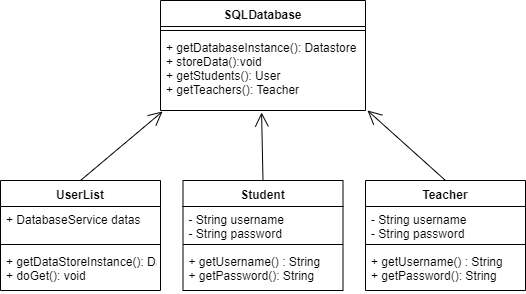 SQLDatabase
+ getDatabaseInstance(): Datastore
+ storeData():void
+ getStudents(): User
+ getTeachers(): Teacher
UserList
+ DatabaseService datas
+ getDataStoreInstance(): Da
+ doGet(): void
Student
- String username
- String password
+ getUsername() : String
+ getPassword(): String
Teacher
- String username
- String password
+ getUsername() : String
+ getPassword(): String